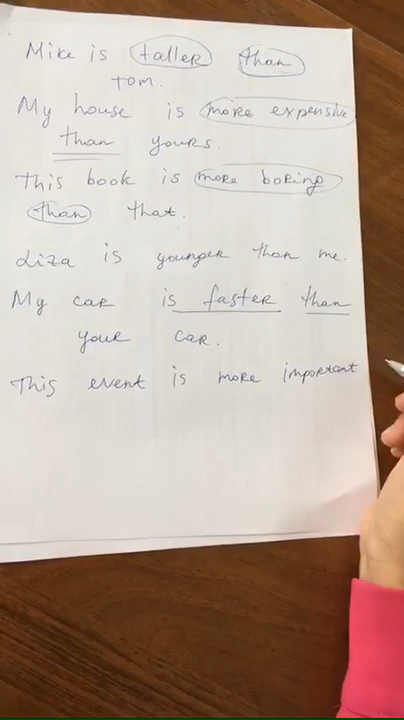 Mike is taller than
Tom.
My house is more expensive
than yours.
This book is more boring
than that.
Liza is younger than me.
My car is faster than
your car.
This event is more important